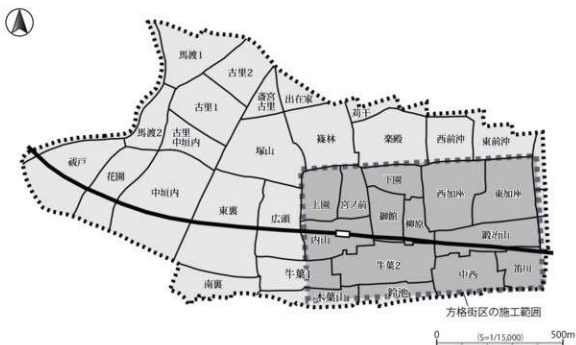 馬渡1
古里2
斎宮
古里
出在家
苅干
古里1
馬渡2
古里
中垣内
塚山
篠林
楽殿
西前沖
東前沖
祓戸
花園
中垣内
東裏
広頭
上園
宮ノ前
下園
御館
柳原
西加座
東加座
内山
鍛冶山
南裏
牛葉1
牛葉2
中西
笛川
木葉山
鈴池
方格街区の施工範囲
0
(S=1/15,000)
500m